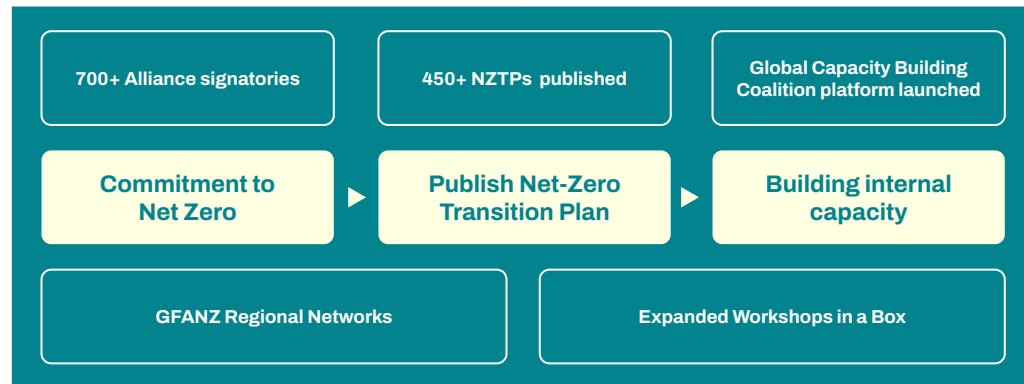 700+ Alliance signatories
450+ NZTPs published
Global Capacity Building
Coalition platform launched
Commitment to
Net Zero
Publish Net-Zero
Transition Plan
Building internal
capacity
GFANZ Regional Networks
Expanded Workshops in a Box